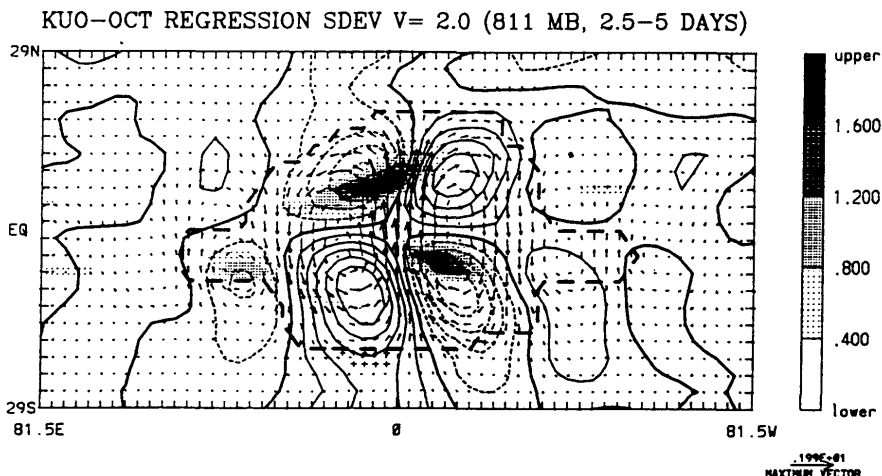 KUO-OCT REGRESSION SDEV V= 2.0 (811 MB, 2.5-5 DAYS)
29N
upper
1.600
1.200
EQ
.800
.400
29S
lower
81.5E 0 81.5W
.199E+01
MAXIMUM VECTOR